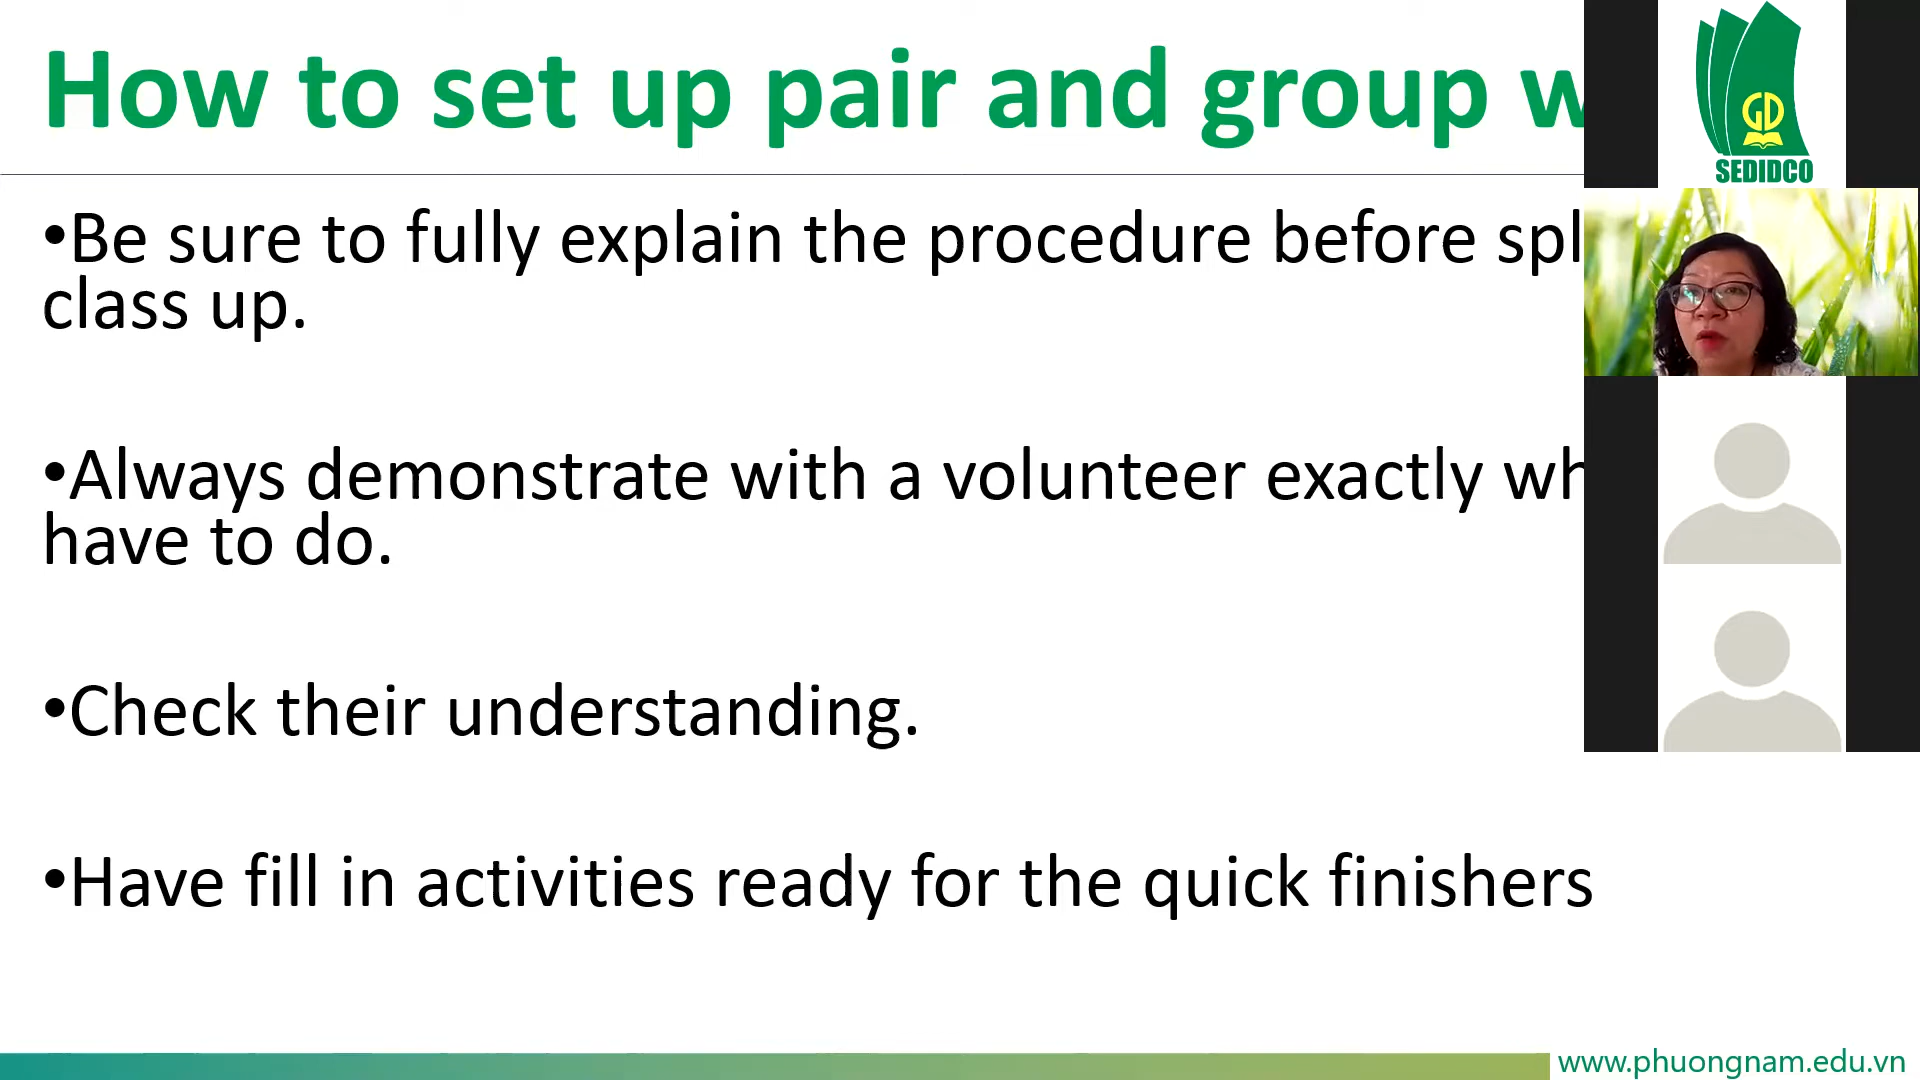 How to set up pair and group
•Be sure to fully explain the procedure before
class up.
•Always demonstrate with a volunteer exactly
have to do.
•Check their understanding.
•Have fill in activities ready for the quick finishers
GD
SEDIDCO
www.phuongnam.edu.vn